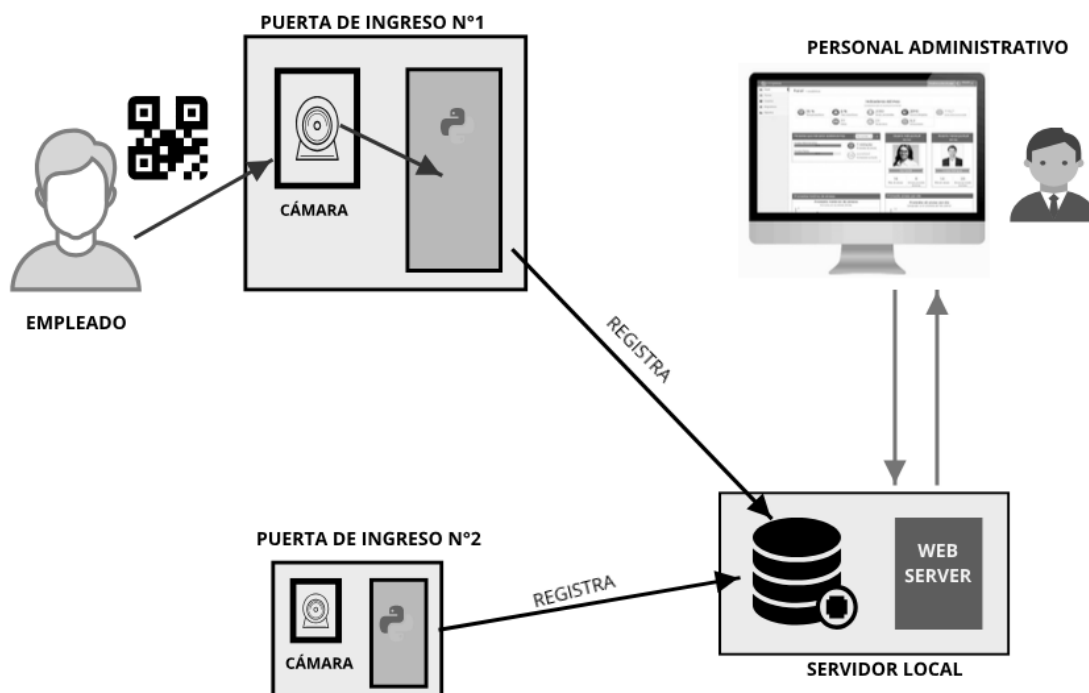 PUERTA DE INGRESO N°1
PERSONAL ADMINISTRATIVO
CÁMARA
EMPLEADO
REGISTRA
PUERTA DE INGRESO N°2
REGISTRA
CÁMARA
WEB
SERVER
SERVIDOR LOCAL